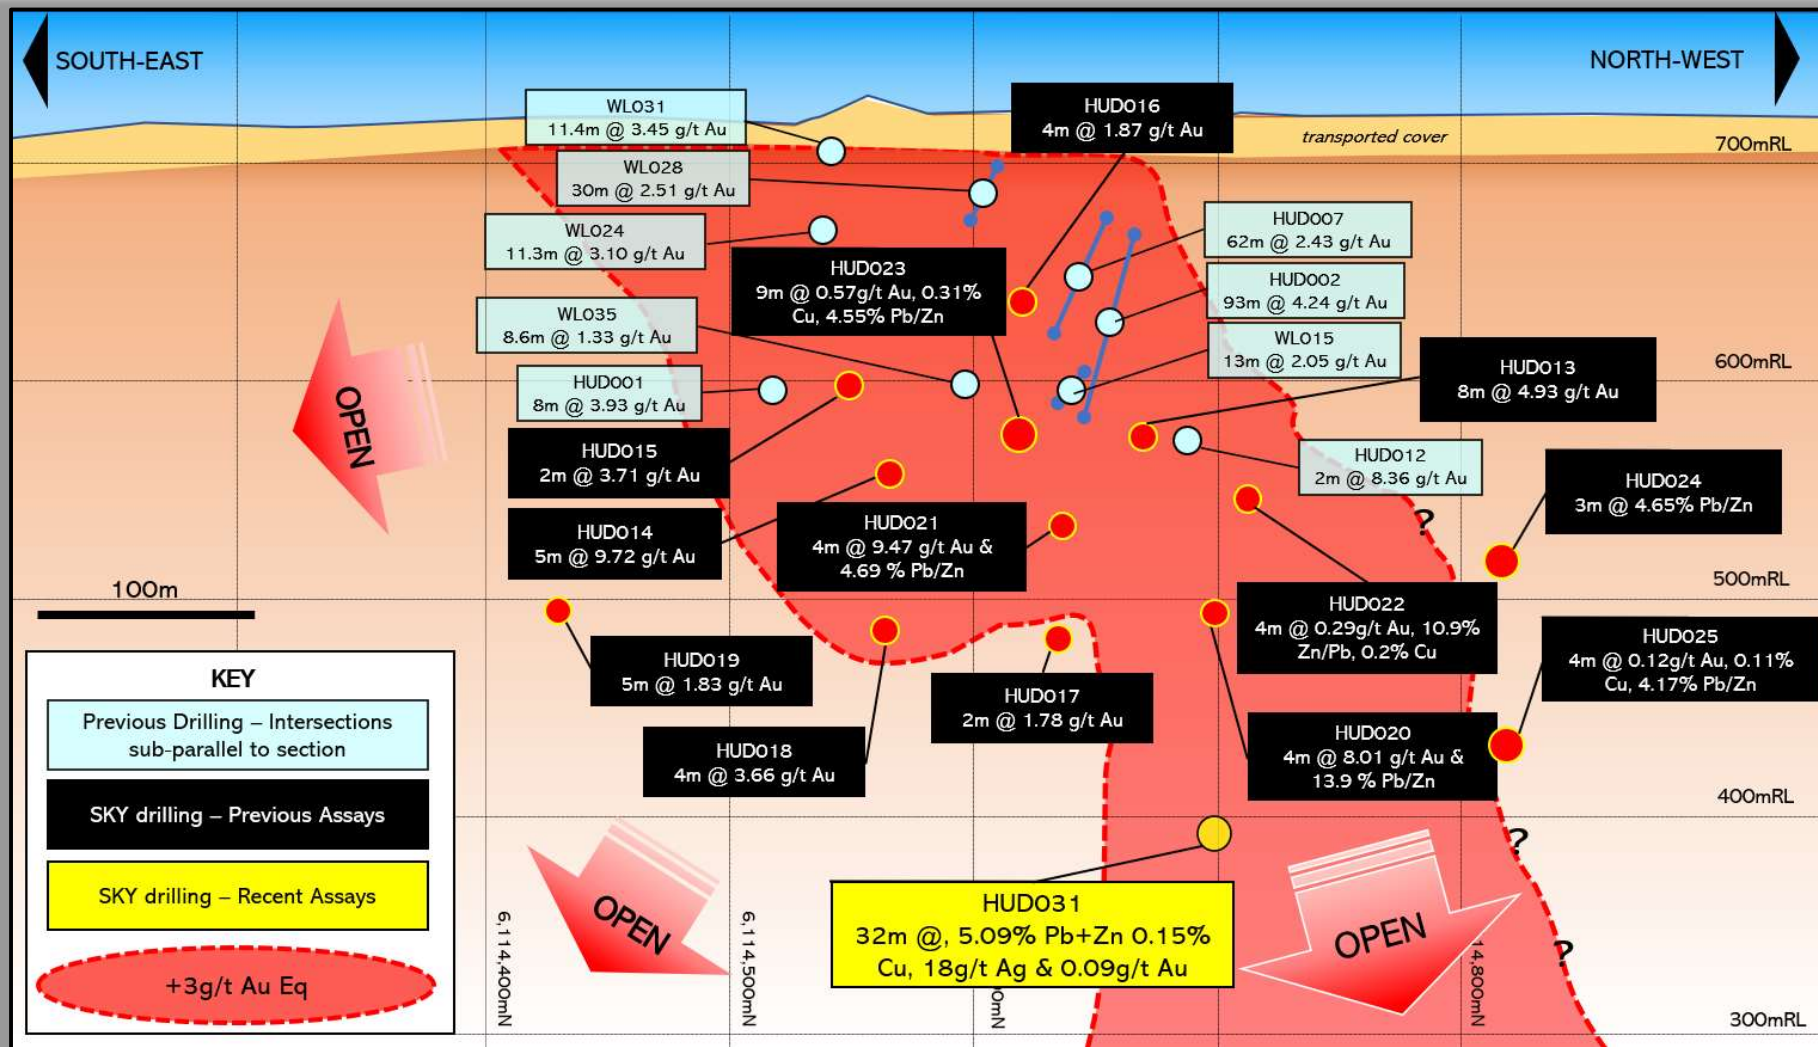 SOUTH-EAST
NORTH-WEST
WL031
11.4m @ 3.45 g/t Au
HUD016
4m @ 1.87 g/t Au
transported cover
700mRL
WL028
30m @ 2.51 g/t Au
WL024
11.3m @ 3.10 g/t Au
HUD007
62m @ 2.43 g/t Au
HUD023
9m @ 0.57g/t Au, 0.31%
Cu, 4.55% Pb/Zn
HUD002
93m @ 4.24 g/t Au
WL035
8.6m @ 1.33 g/t Au
WL015
13m @ 2.05 g/t Au
600mRL
HUD001
8m @ 3.93 g/t Au
HUD013
8m @ 4.93 g/t Au
OPEN
HUD015
2m @ 3.71 g/t Au
HUD012
2m @ 8.36 g/t Au
HUD024
3m @ 4.65% Pb/Zn
?
HUD014
5m @ 9.72 g/t Au
HUD021
4m @ 9.47 g/t Au &
4.69 % Pb/Zn
100m
500mRL
HUD022
4m @ 0.29g/t Au, 10.9%
Zn/Pb, 0.2% Cu
HUD025
4m @ 0.12g/t Au, 0.11%
Cu, 4.17% Pb/Zn
HUD019
5m @ 1.83 g/t Au
HUD017
2m @ 1.78 g/t Au
HUD018
4m @ 3.66 g/t Au
HUD020
4m @ 8.01 g/t Au &
13.9 % Pb/Zn
400mRL
?
KEY
Previous Drilling – Intersections
sub-parallel to section
SKY drilling – Previous Assays
SKY drilling – Recent Assays
+3g/t Au Eq
OPEN
HUD031
32m @, 5.09% Pb+Zn 0.15%
Cu, 18g/t Ag & 0.09g/t Au
OPEN
?
6,114,400mN
6,114,500mN
00mN
14,800mN
300mRL